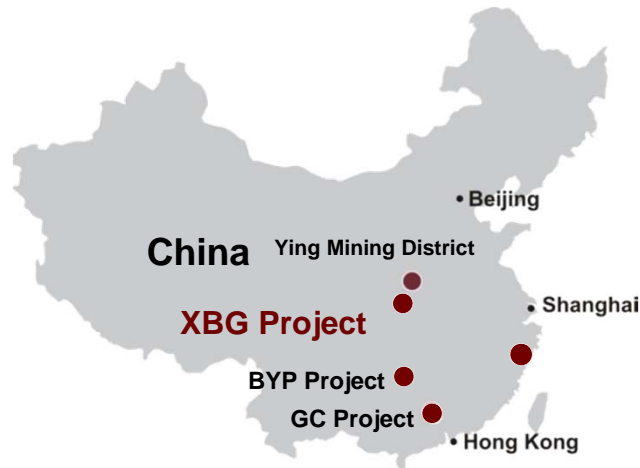 Beijing
China
Ying Mining District
XBG Project
Shanghai
BYP Project
GC Project
Hong Kong